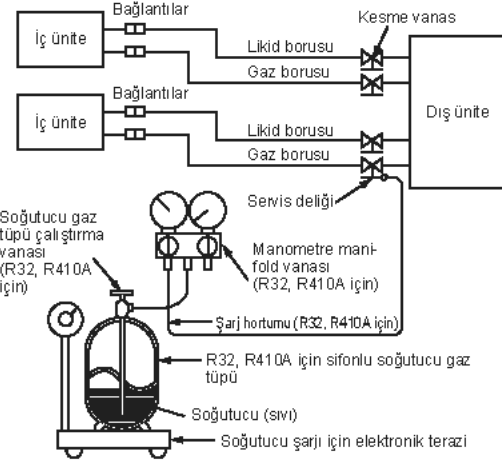 Bağlantılar
Kesme vanas
İç ünite
Likid borusu
Gaz borusu
Bağlantılar
Dış ünite
İç ünite
Likid borusu
Gaz borusu
Servis deliği
Soğutucu gaz
tüpü çalıştırma
vanası
(R32, R410A
için)
Manometre mani-
fold vanası
(R32, R410A için)
Şarj hortumu (R32, R410A için)
R32, R410A için sifonlu soğutucu gaz
tüpü
Soğutucu (sıvı)
Soğutucu şarjı için elektronik terazi